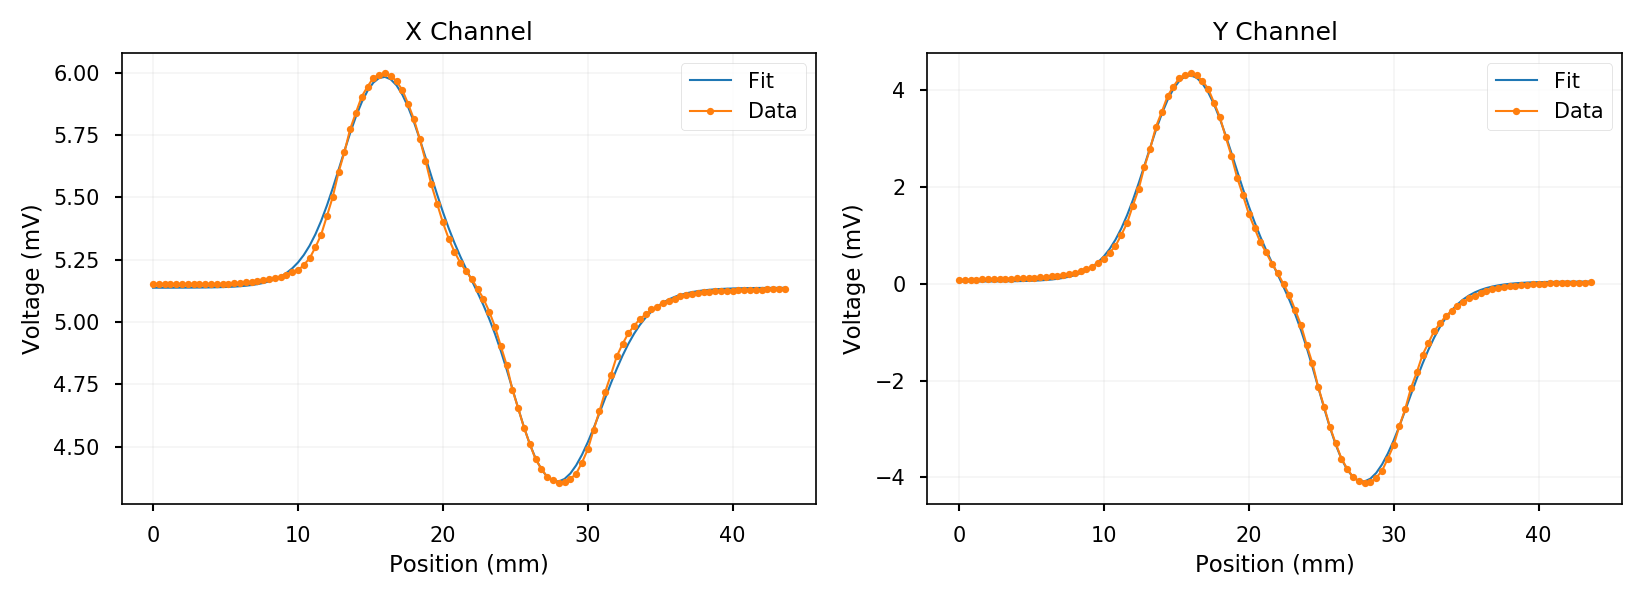 X Channel
6.00
5.75
5.50
5.25
5.00
4.75
4.50
Voltage (mV)
0 10 20 30 40
Position (mm)
Fit
Data
Y Channel
4
2
0
−2
−4
Voltage (mV)
0 10 20 30 40
Position (mm)
Fit
Data